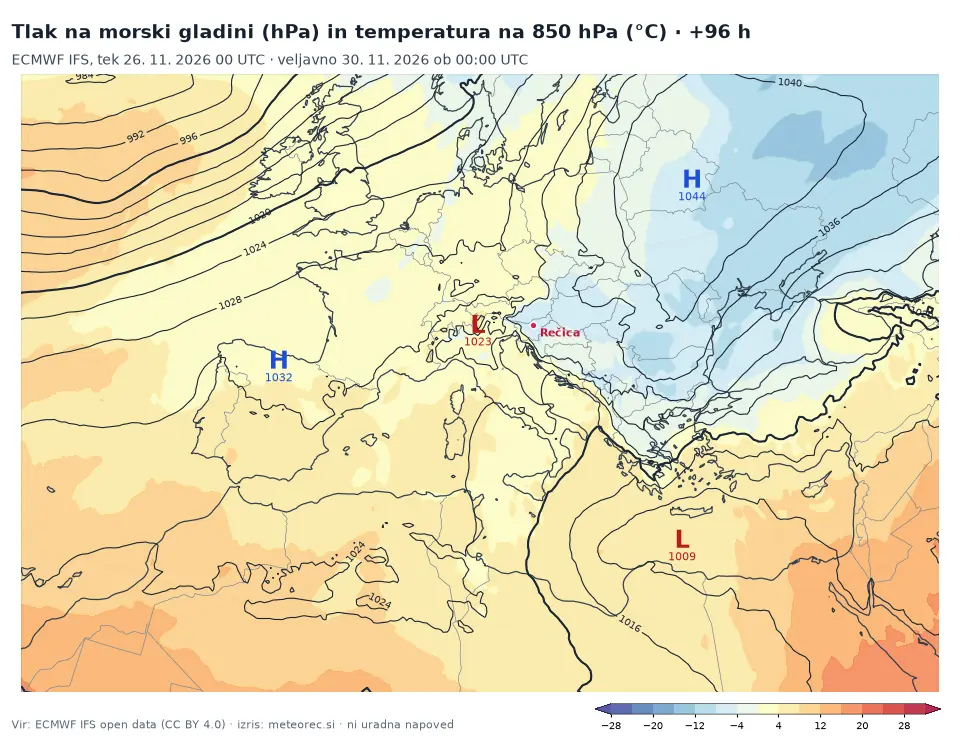 Tlak na morski gladini (hPa) in temperatura na 850 hPa (°C) · +96 h
ECMWF IFS, tek 26. 11. 2026 00 UTC · veljavno 30. 11. 2026 ob 00:00 UTC
984
1040
992
996
H
1044
1020
1036
1024
1028
L
1023
Rečica
H
1032
L
1009
1024
1024
1016
−28 −20 −12 −4 4 12 20 28
Vir: ECMWF IFS open data (CC BY 4.0) · izris: meteorec.si · ni uradna napoved